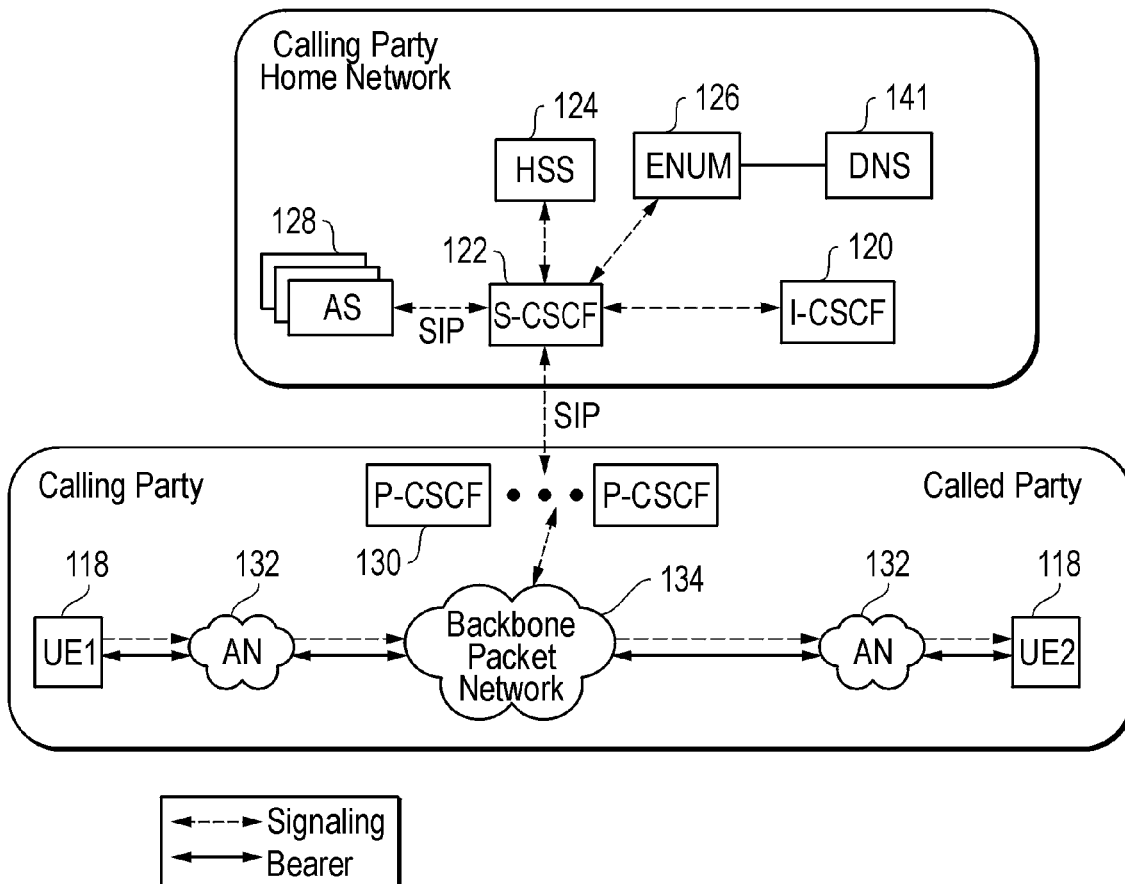 Calling Party
Home Network
124
126
141
HSS
ENUM
DNS
128
122
120
AS
SIP
S-CSCF
I-CSCF
SIP
Calling Party
P-CSCF
P-CSCF
Called Party
130
118
132
134
132
118
UE1
AN
Backbone
Packet
Network
AN
UE2
Signaling
Bearer